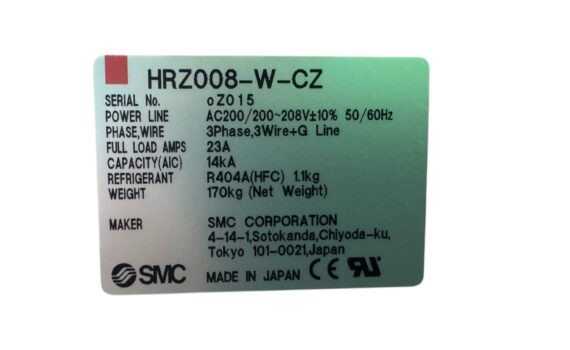 HRZ008-W-CZ
SERIAL No. oZ015
POWER LINE AC200/200~208V±10% 50/60Hz
PHASE,WIRE 3Phase,3Wire+G Line
FULL LOAD AMPS 23A
CAPACITY(AIC) 14kA
REFRIGERANT R404A(HFC) 1.1kg
WEIGHT 170kg (Net Weight)
MAKER SMC CORPORATION
4-14-1,Sotokanda,Chiyoda-ku,
Tokyo 101-0021,Japan
SMC MADE IN JAPAN CE RU